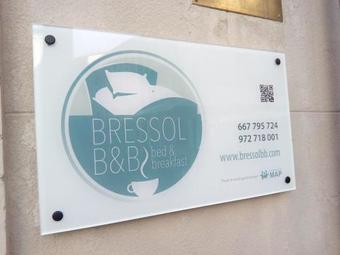 BRESSOL
B&B
bed &
breakfast
667 795 724
972 718 001
www.bressolbb.com
MAP